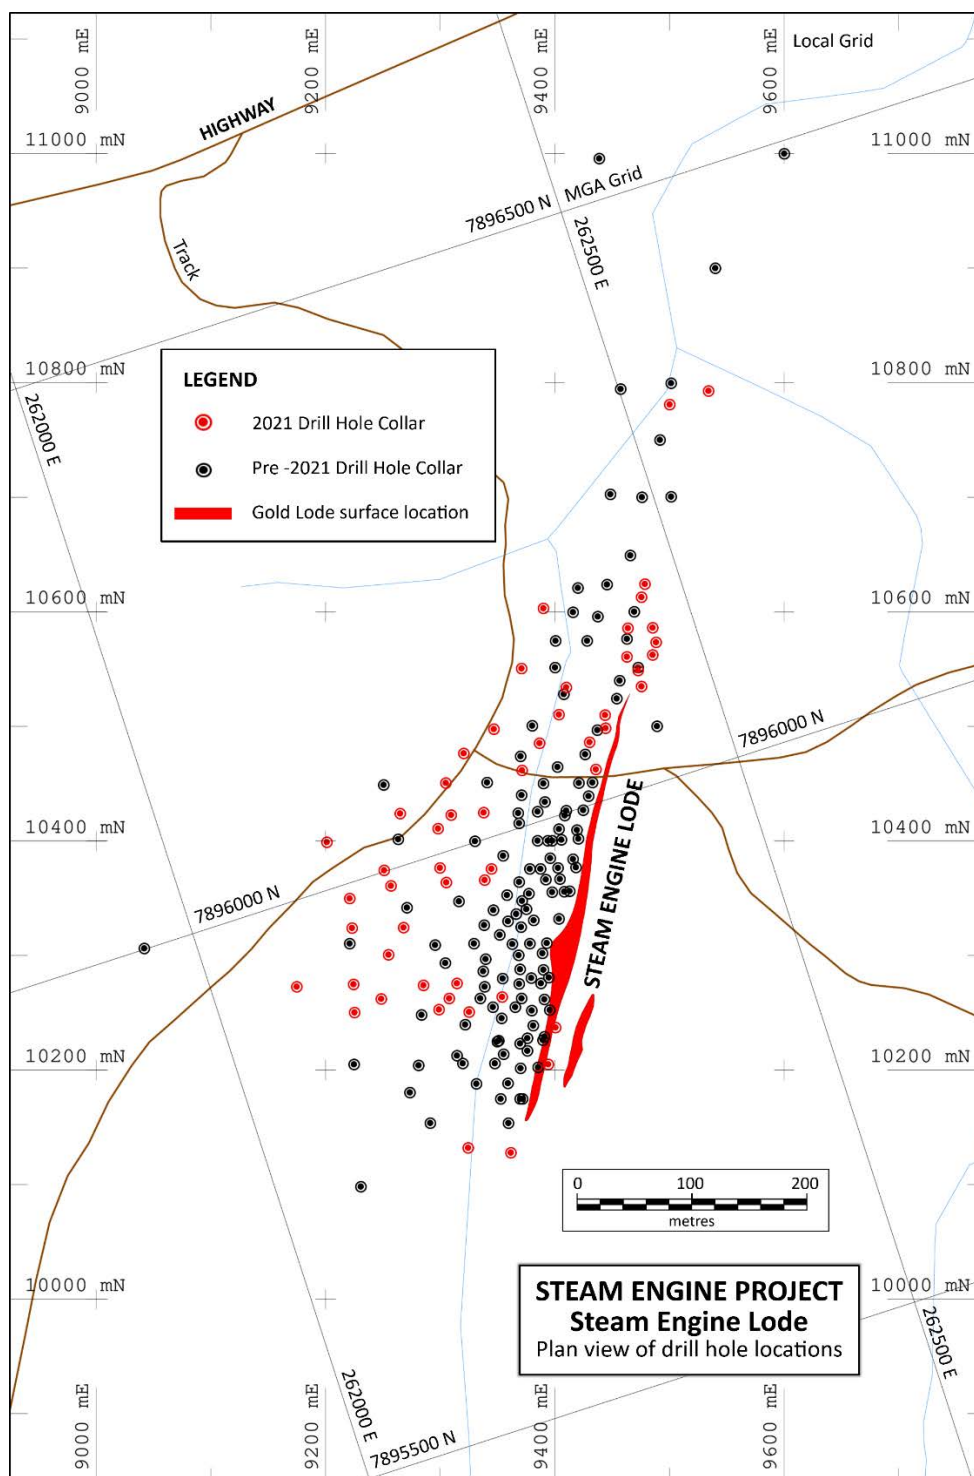 9000 mE
9200 mE
9400 mE
9600 mE
Local Grid
HIGHWAY
11000 mN
11000 mN
7896500 N
MGA Grid
262500 E
Track
10800 mN
10800 mN
262000 E
LEGEND
2021 Drill Hole Collar
Pre -2021 Drill Hole Collar
Gold Lode surface location
10600 mN
10600 mN
7896000 N
STEAM ENGINE LODE
10400 mN
10400 mN
7896000 N
10200 mN
10200 mN
0 100 200
metres
10000 mN
10000 mN
STEAM ENGINE PROJECT
Steam Engine Lode
Plan view of drill hole locations
262500 E
262000 E
7895500 N
9000 mE
9200 mE
9400 mE
9600 mE